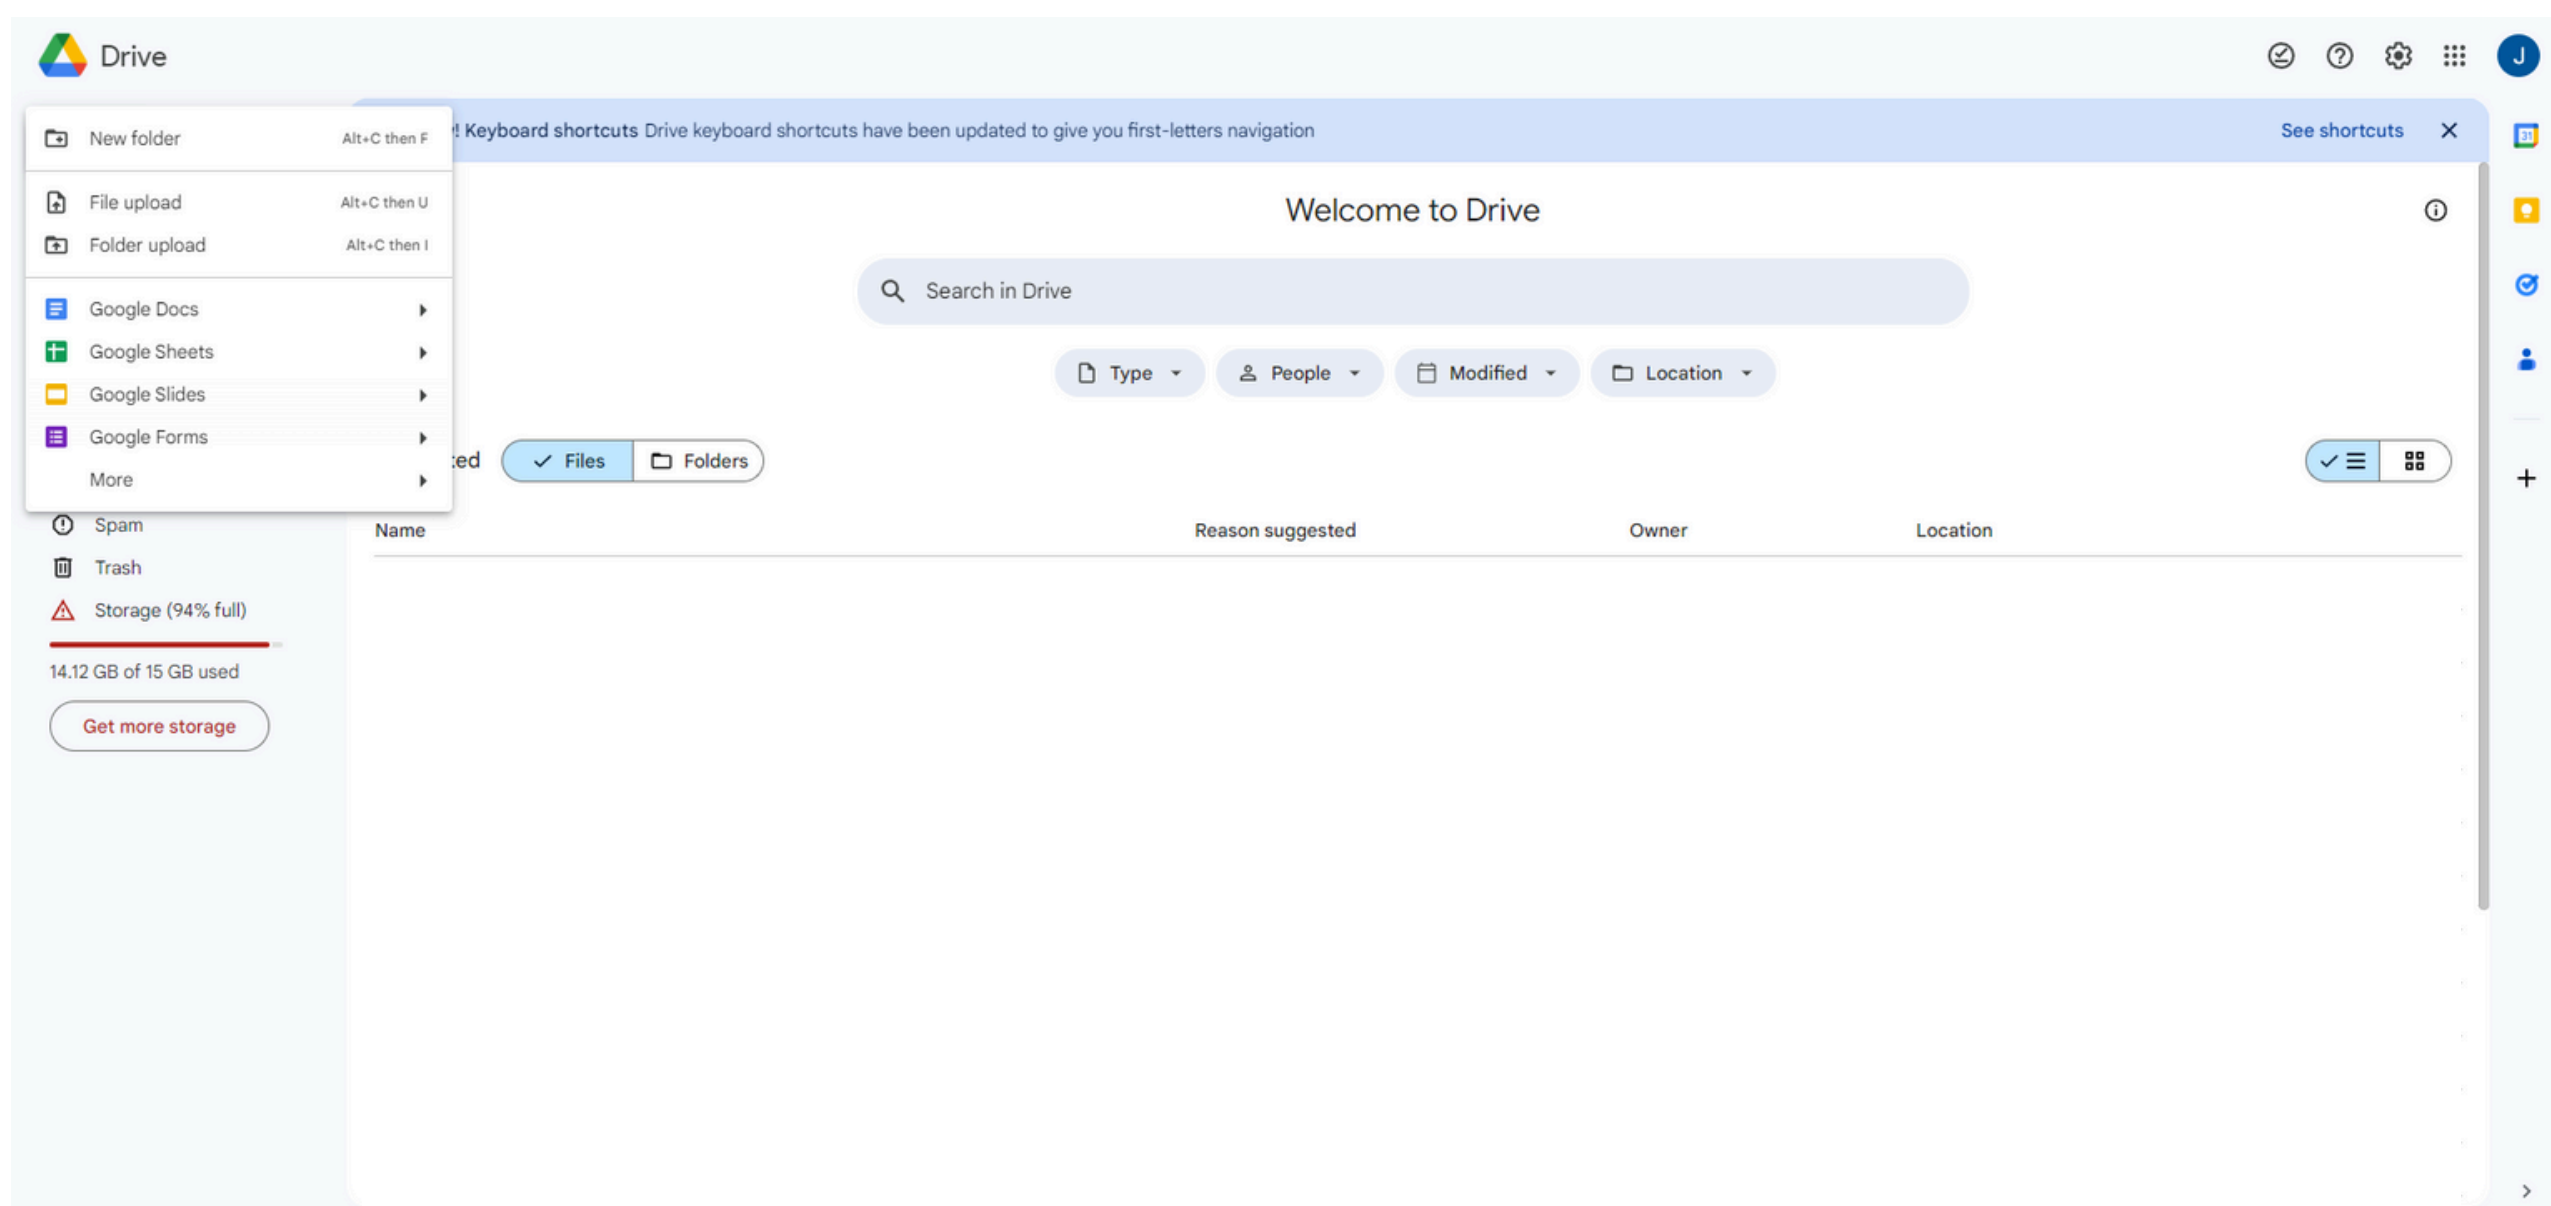 Drive
J
New folder Alt+C then F
File upload Alt+C then U
Folder upload Alt+C then I
Google Docs
Google Sheets
Google Slides
Google Forms
More
Spam
Trash
Storage (94% full)
14.12 GB of 15 GB used
Get more storage
! Keyboard shortcuts Drive keyboard shortcuts have been updated to give you first-letters navigation
See shortcuts
31
Welcome to Drive
Search in Drive
Type People Modified Location
ted Files Folders
Name Reason suggested Owner Location